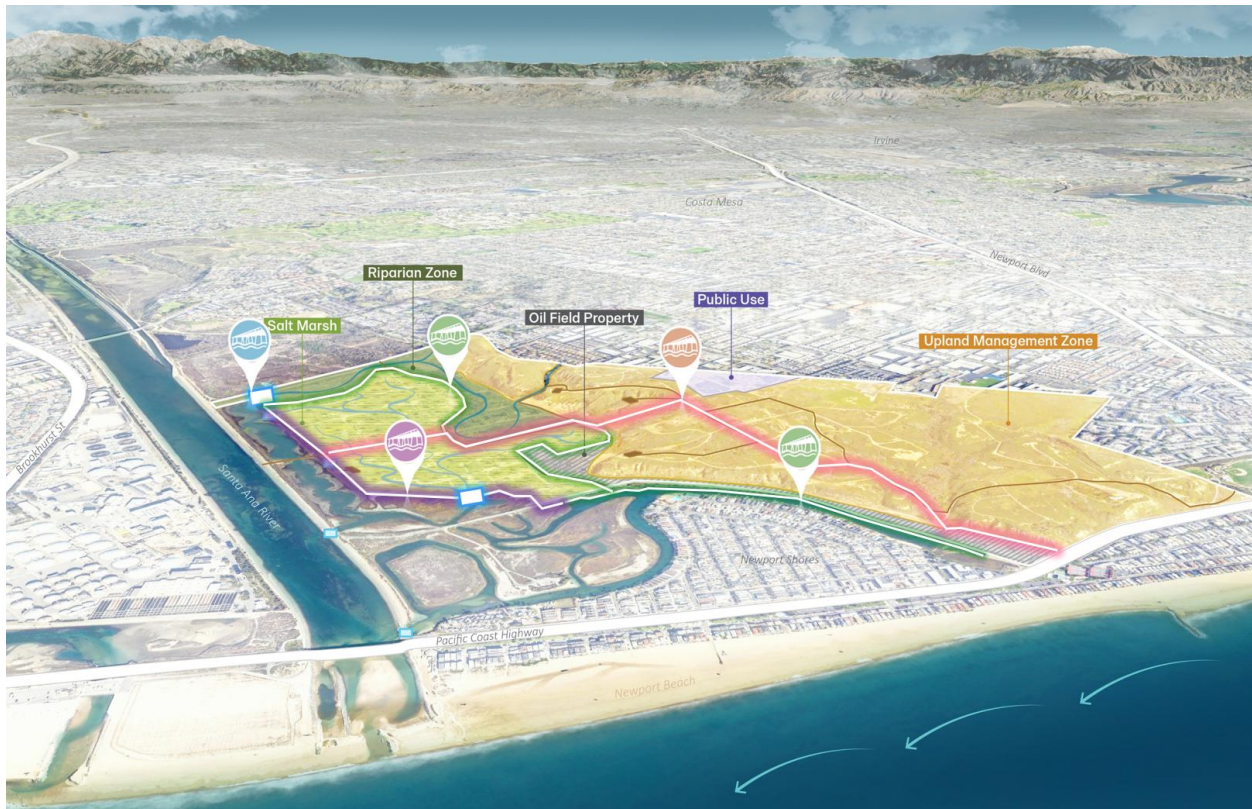 Irvine
Costa Mesa
Newport Blvd
Riparian Zone
Public Use
Salt Marsh
Oil Field Property
Upland Management Zone
Brookhurst St
Santa Ana River
Newport Shores
Pacific Coast Highway
Newport Beach